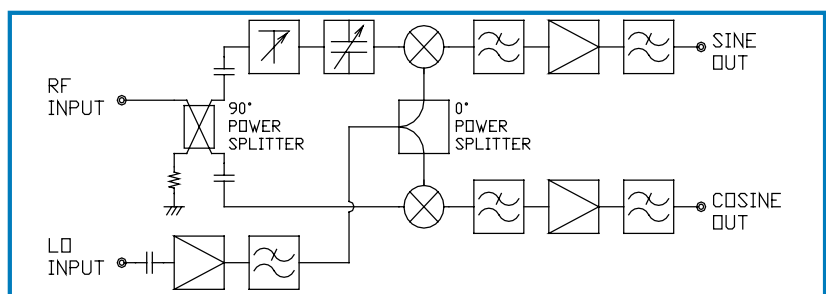 RF
INPUT
90°
POWER
SPLITTER
0°
POWER
SPLITTER
SINE
OUT
COSINE
OUT
LO
INPUT